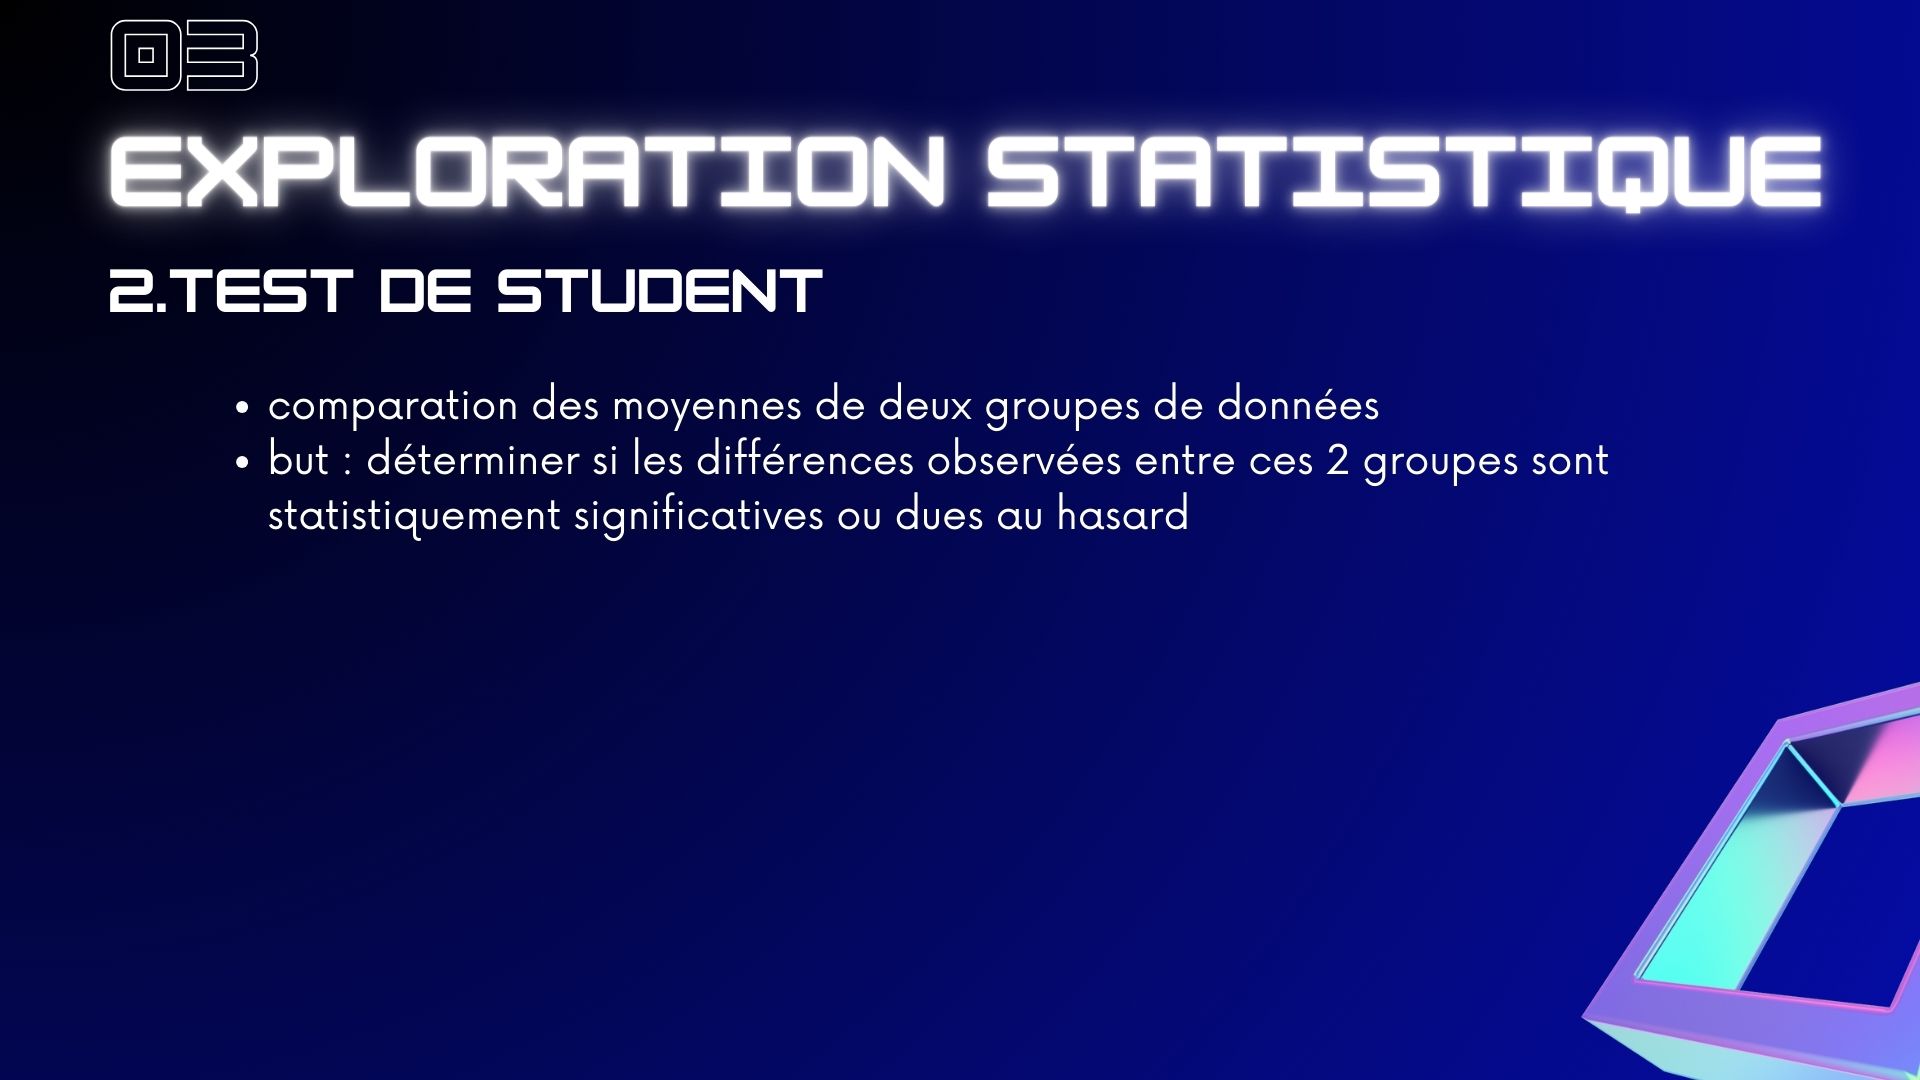 03
EXPLORATION STATISTIQUE
2.TEST DE STUDENT
• comparation des moyennes de deux groupes de données
• but : déterminer si les différences observées entre ces 2 groupes sont
statistiquement significatives ou dues au hasard